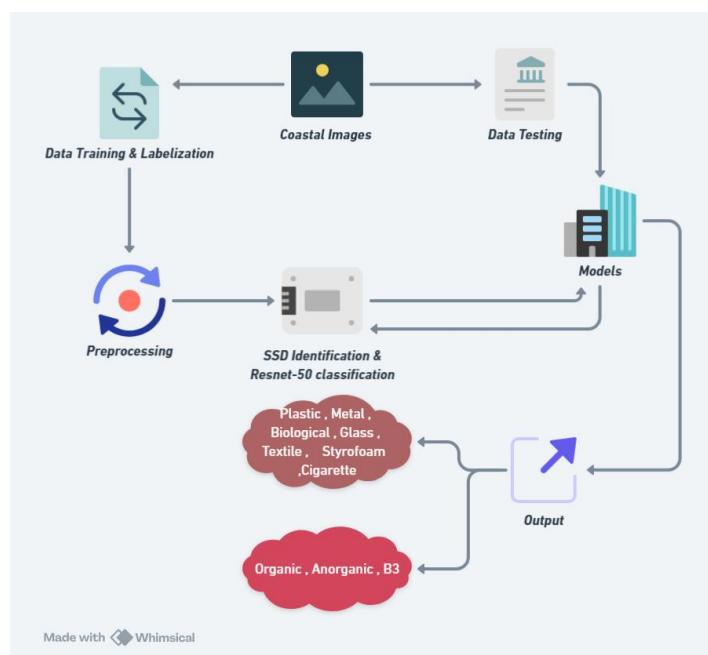 Data Training & Labelization
Coastal Images
Data Testing
Models
Preprocessing
SSD Identification &
Resnet-50 classification
Plastic , Metal ,
Biological , Glass ,
Textile , Styrofoam
,Cigarette
Output
Organic , Anorganic , B3
Made with Whimsical